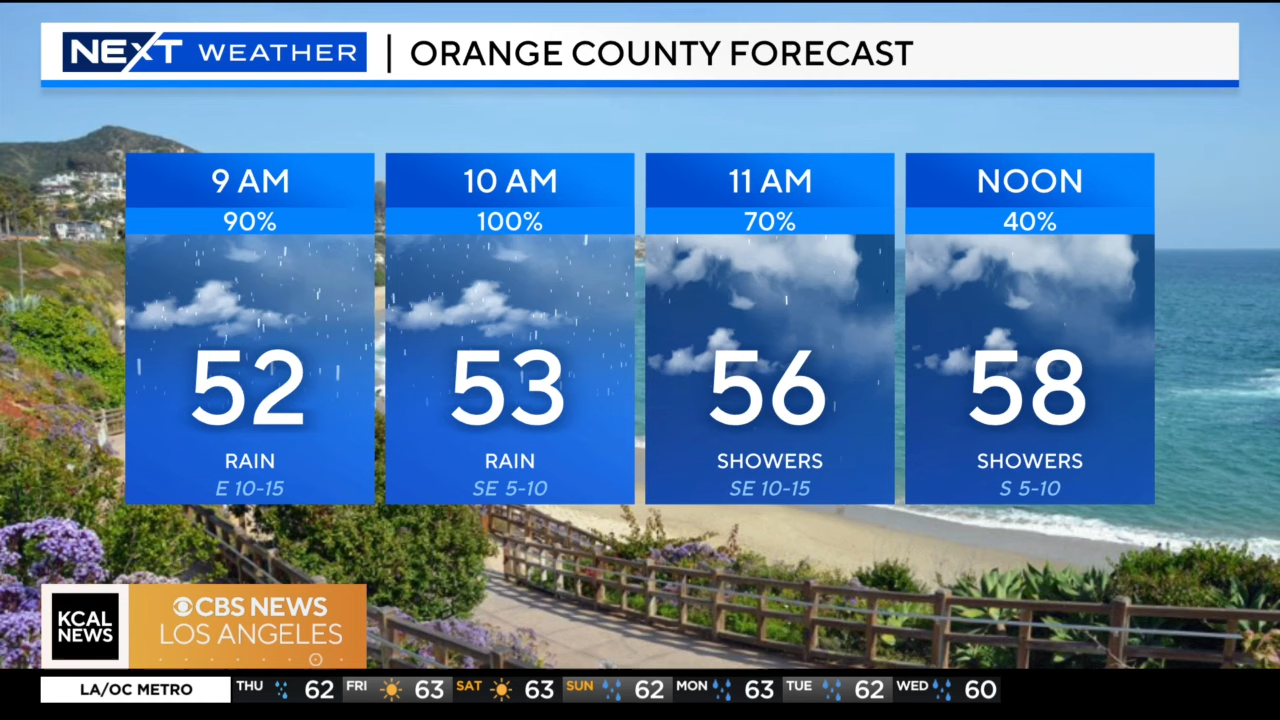 NEXT WEATHER | ORANGE COUNTY FORECAST
9 AM
90%
52
RAIN
E 10-15
10 AM
100%
53
RAIN
SE 5-10
11 AM
70%
56
SHOWERS
SE 10-15
NOON
40%
58
SHOWERS
S 5-10
KCAL
NEWS
CBS NEWS
LOS ANGELES
LA/OC METRO THU 62 FRI 63 SAT 63 SUN 62 MON 63 TUE 62 WED 60